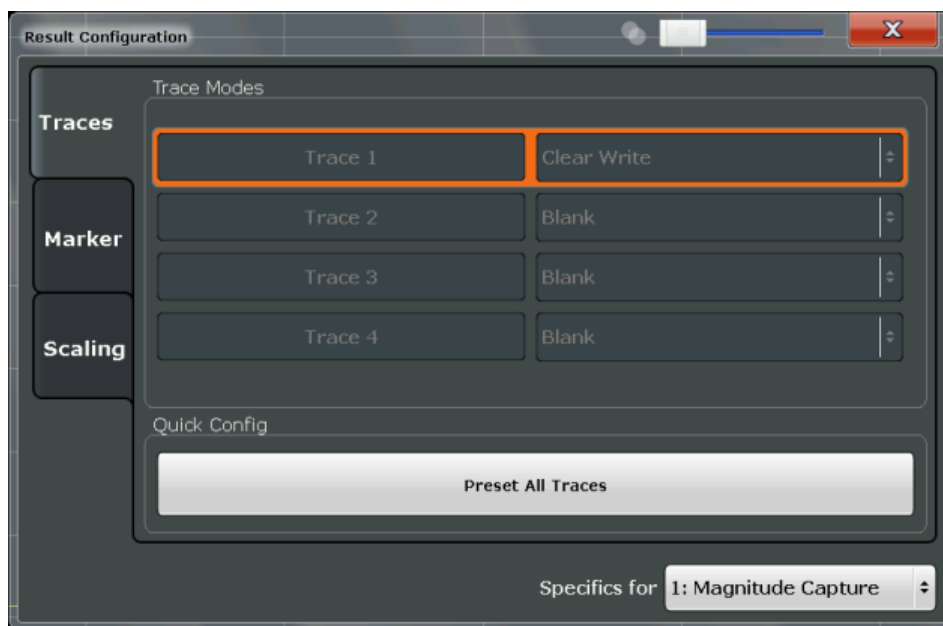 Result Configuration
X
Traces
Marker
Scaling
Trace Modes
Trace 1 Clear Write
Trace 2 Blank
Trace 3 Blank
Trace 4 Blank
Quick Config
Preset All Traces
Specifics for 1: Magnitude Capture